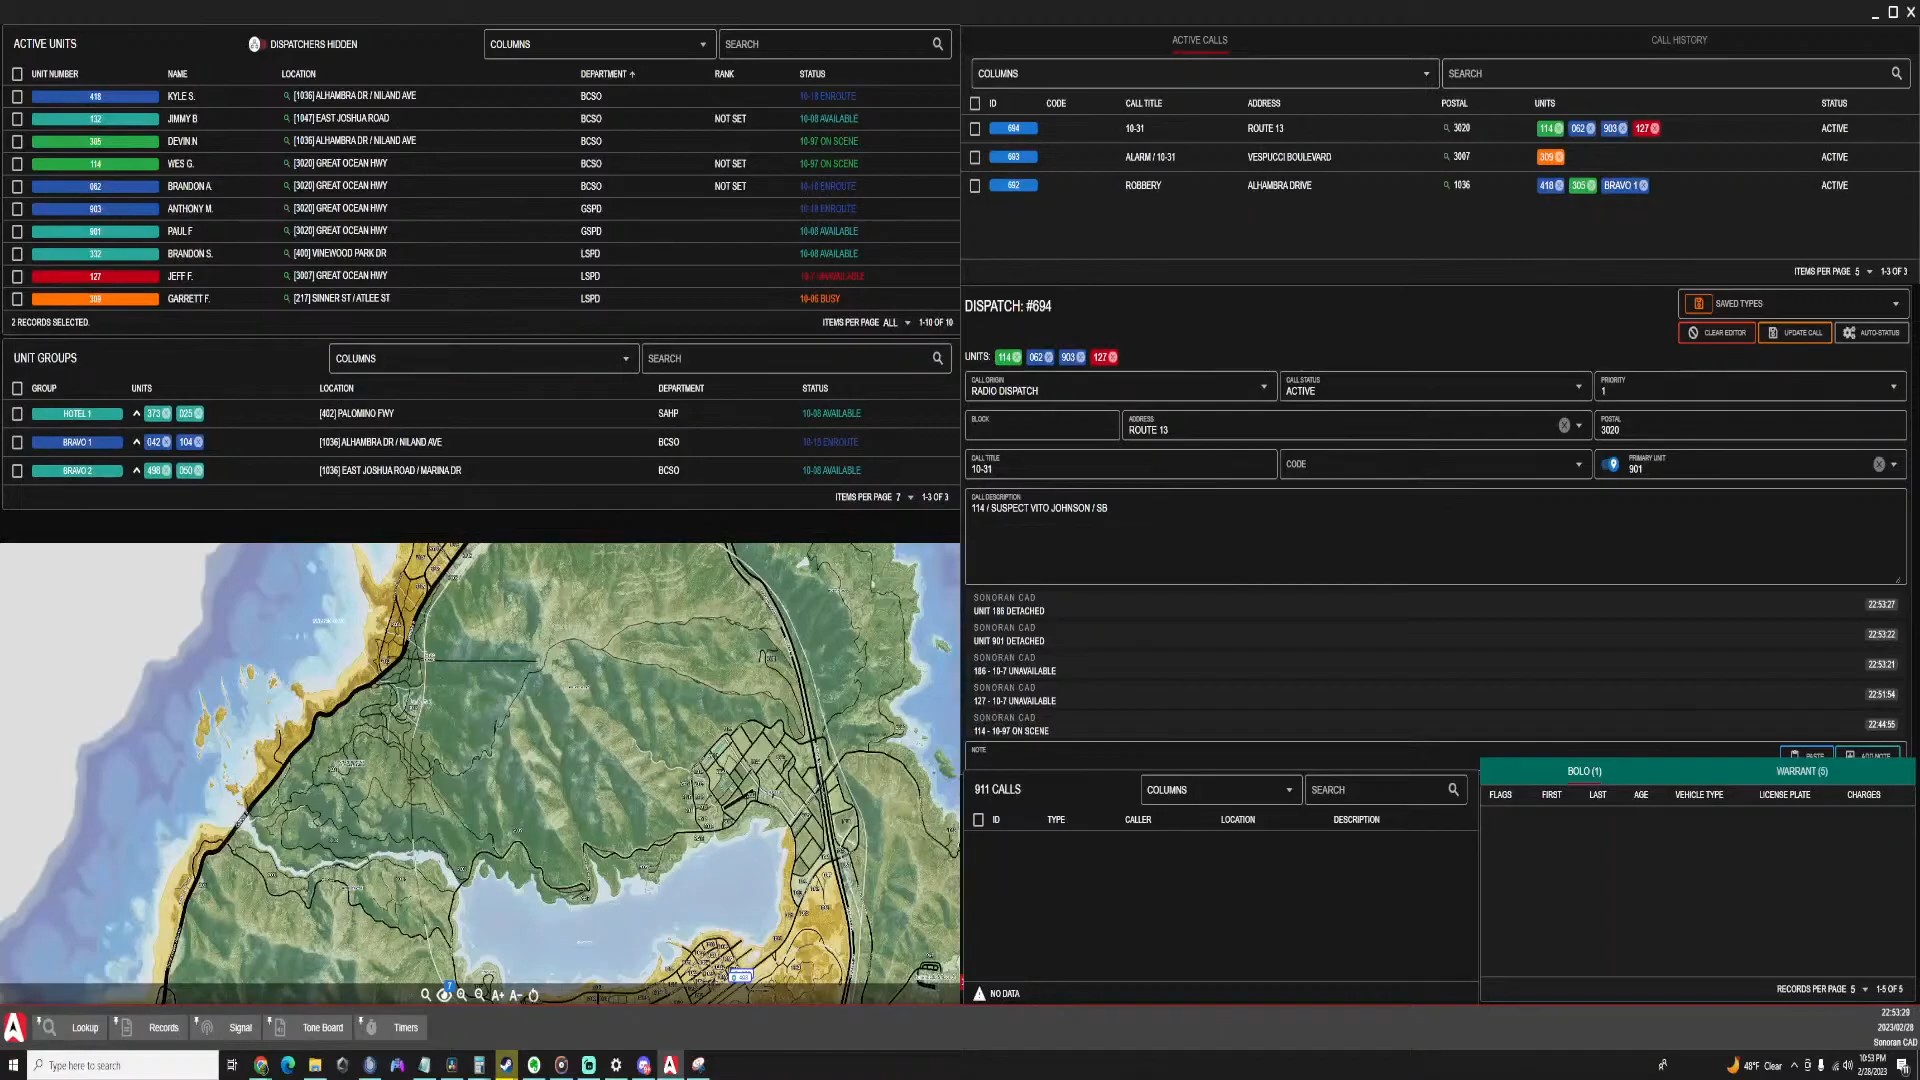 ACTIVE UNITS
DISPATCHERS HIDDEN
COLUMNS
SEARCH
UNIT NUMBER NAME LOCATION DEPARTMENT RANK STATUS
418 KYLE S. [1036] ALHAMBRA DR / NILAND AVE BCSO 10-18 ENROUTE
132 JIMMY B [1047] EAST JOSHUA ROAD BCSO NOT SET 10-08 AVAILABLE
305 DEVIN.N [1036] ALHAMBRA DR / NILAND AVE BCSO 10-97 ON SCENE
114 WES G. [3020] GREAT OCEAN HWY BCSO NOT SET 10-97 ON SCENE
062 BRANDON A. [3020] GREAT OCEAN HWY BCSO NOT SET 10-18 ENROUTE
903 ANTHONY M. [3020] GREAT OCEAN HWY GSPD 10-18 ENROUTE
901 PAUL F [3020] GREAT OCEAN HWY GSPD 10-08 AVAILABLE
332 BRANDON S. [400] VINEWOOD PARK DR LSPD 10-08 AVAILABLE
127 JEFF F. [3007] GREAT OCEAN HWY LSPD 10-7 UNAVAILABLE
309 GARRETT F. [217] SINNER ST / ATLEE ST LSPD 10-06 BUSY
2 RECORDS SELECTED. ITEMS PER PAGE ALL 1-10 OF 10
UNIT GROUPS
COLUMNS
SEARCH
GROUP UNITS LOCATION DEPARTMENT STATUS
HOTEL 1 373 025 [402] PALOMINO FWY SAHP 10-08 AVAILABLE
BRAVO 1 042 104 [1036] ALHAMBRA DR / NILAND AVE BCSO 10-18 ENROUTE
BRAVO 2 498 050 [1036] EAST JOSHUA ROAD / MARINA DR BCSO 10-08 AVAILABLE
ITEMS PER PAGE 7 1-3 OF 3
ACTIVE CALLS CALL HISTORY
COLUMNS
SEARCH
ID CODE CALL TITLE ADDRESS POSTAL UNITS STATUS
694 10-31 ROUTE 13 3020 114 062 903 127 ACTIVE
693 ALARM / 10-31 VESPUCCI BOULEVARD 3007 309 ACTIVE
692 ROBBERY ALHAMBRA DRIVE 1036 418 305 BRAVO 1 ACTIVE
ITEMS PER PAGE 5 1-3 OF 3
DISPATCH: #694
SAVED TYPES
CLEAR EDITOR UPDATE CALL AUTO-STATUS
UNITS: 114 062 903 127
CALL ORIGIN
RADIO DISPATCH
CALL STATUS
ACTIVE
PRIORITY
1
BLOCK
ADDRESS
ROUTE 13
POSTAL
3020
CALL TITLE
10-31
CODE
PRIMARY UNIT
901
CALL DESCRIPTION
114 / SUSPECT VITO JOHNSON / SB
SONORAN CAD
UNIT 186 DETACHED 22:53:27
SONORAN CAD
UNIT 901 DETACHED 22:53:22
SONORAN CAD
186 - 10-7 UNAVAILABLE 22:53:21
SONORAN CAD
127 - 10-7 UNAVAILABLE 22:51:54
SONORAN CAD
114 - 10-97 ON SCENE 22:44:55
NOTE
PASTE ADD NOTE
911 CALLS
COLUMNS
SEARCH
ID TYPE CALLER LOCATION DESCRIPTION
NO DATA
BOLO (1) WARRANT (5)
FLAGS FIRST LAST AGE VEHICLE TYPE LICENSE PLATE CHARGES
RECORDS PER PAGE 5 1-5 OF 5
7
A+ A-
Lookup Records Signal Tone Board Timers
22:53:29
2023/02/28
Sonoran CAD
Type here to search
48°F Clear
10:53 PM
2/28/2023